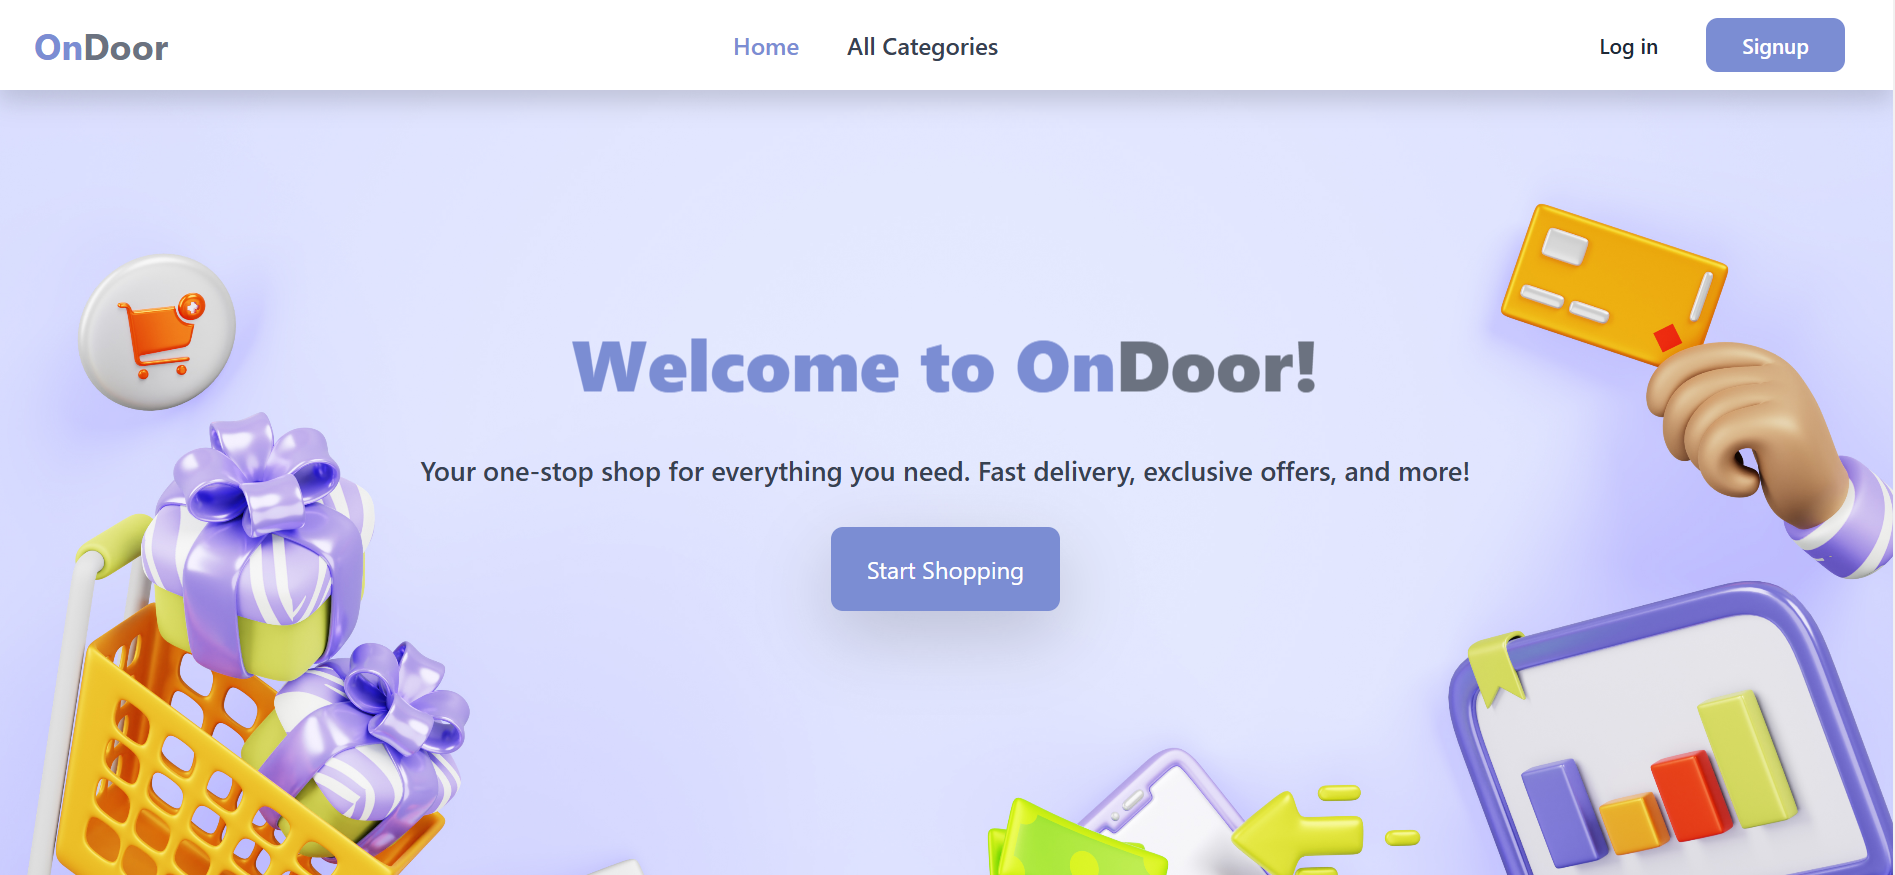 OnDoor
Home
All Categories
Log in
Signup
Welcome to OnDoor!
Your one-stop shop for everything you need. Fast delivery, exclusive offers, and more!
Start Shopping